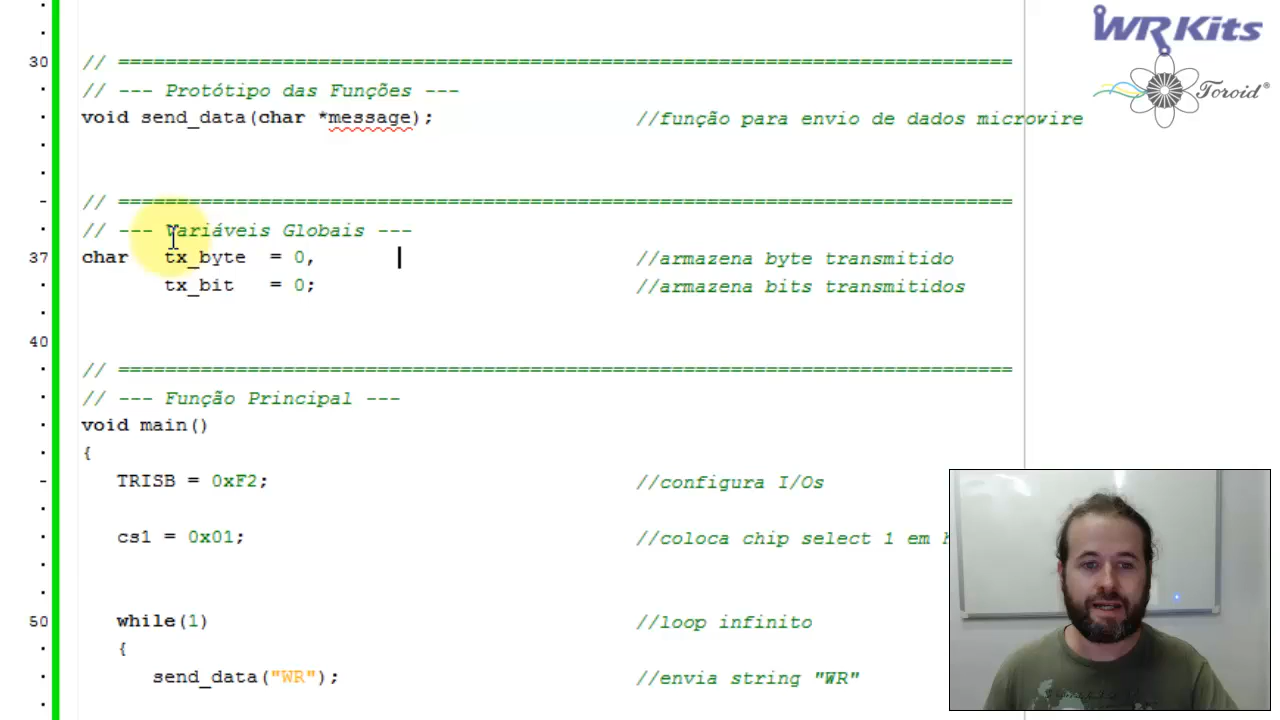 WR Kits
Toroid®
30 // ============================================================================
// --- Protótipo das Funções ---
void send_data(char *message); //função para envio de dados microwire
// ============================================================================
// --- Variáveis Globais ---
37 char tx_byte = 0, //armazena byte transmitido
tx_bit = 0; //armazena bits transmitidos
40
// ============================================================================
// --- Função Principal ---
void main()
{
TRISB = 0xF2; //configura I/Os
cs1 = 0x01; //coloca chip select 1 em
50 while(1) //loop infinito
{
send_data("WR"); //envia string "WR"